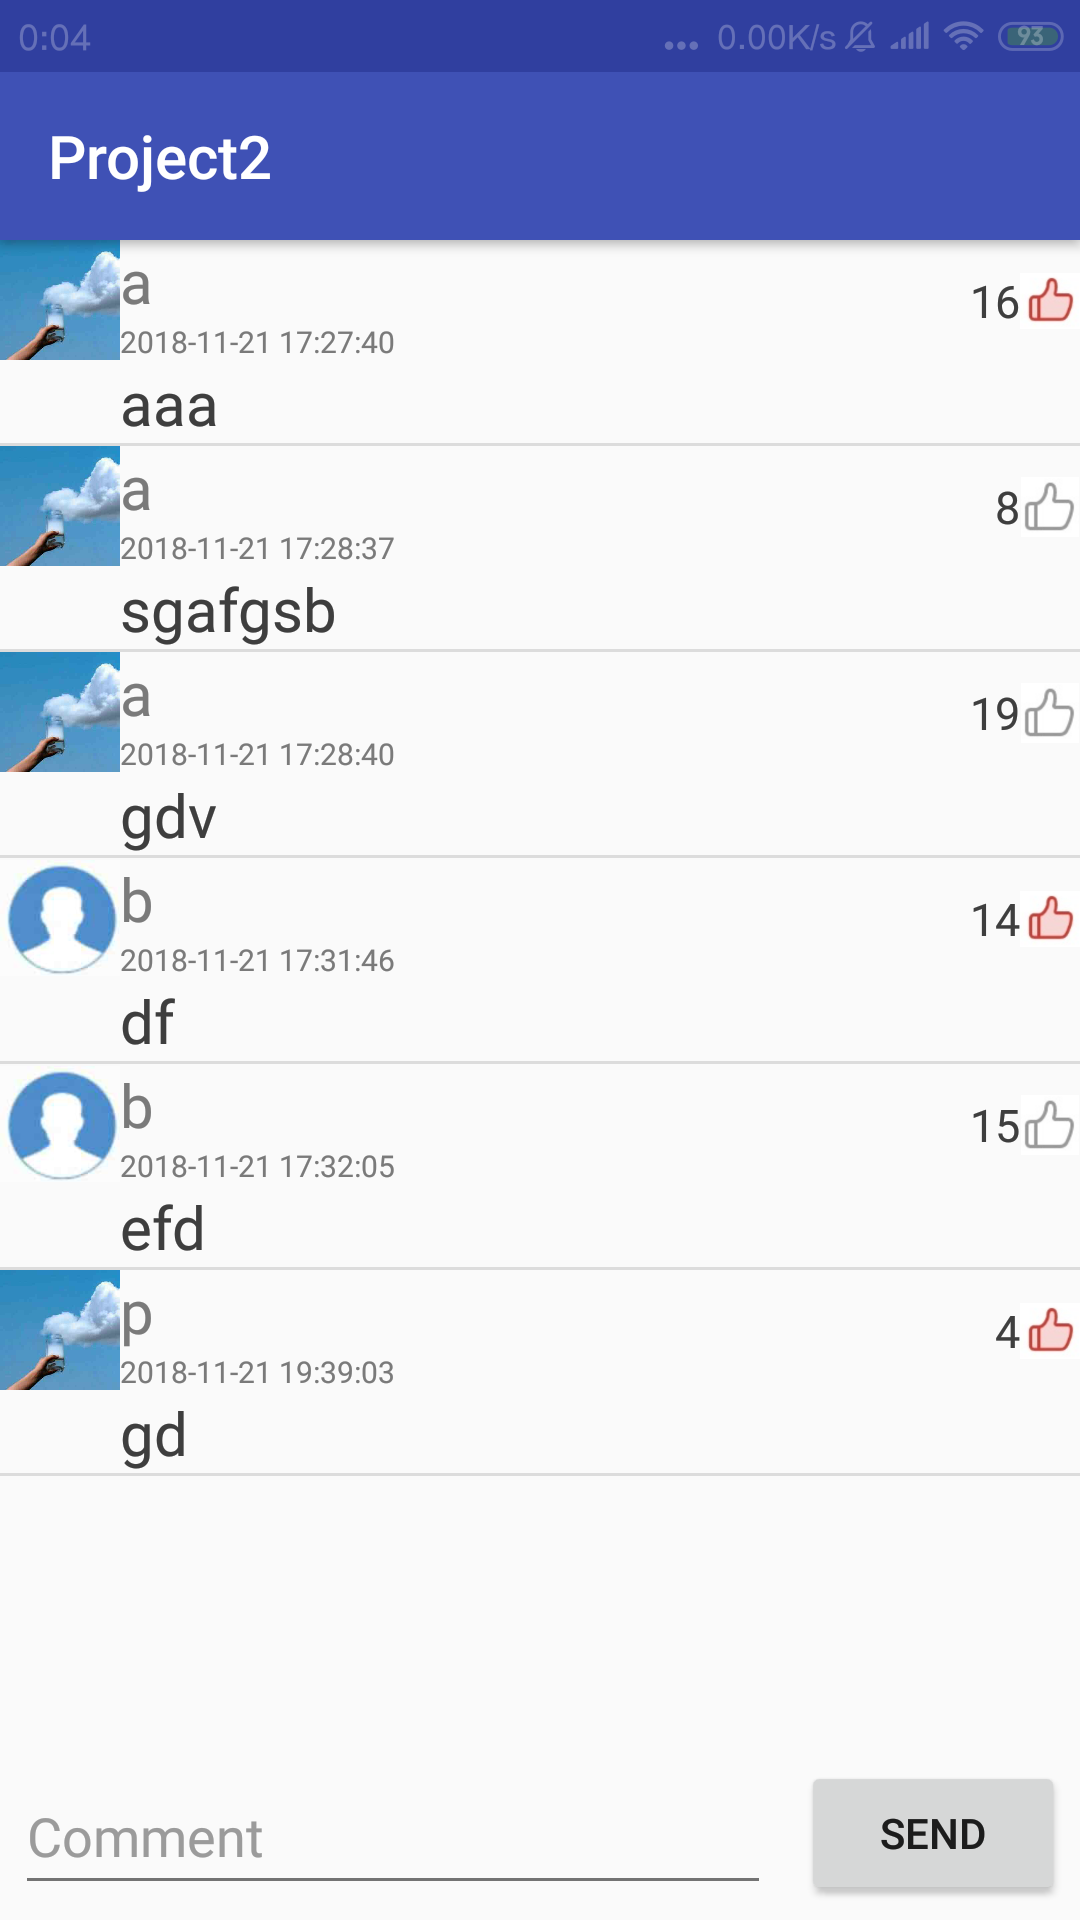 0:04 ... 0.00K/s 93
Project2
a
16
2018-11-21 17:27:40
aaa
a
8
2018-11-21 17:28:37
sgafgsb
a
19
2018-11-21 17:28:40
gdv
b
14
2018-11-21 17:31:46
df
b
15
2018-11-21 17:32:05
efd
p
4
2018-11-21 19:39:03
gd
Comment
SEND